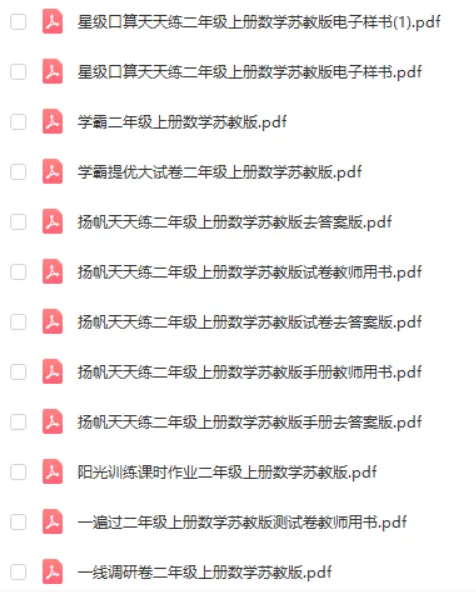 星级口算天天练二年级上册数学苏教版电子样书(1).pdf
星级口算天天练二年级上册数学苏教版电子样书.pdf
学霸二年级上册数学苏教版.pdf
学霸提优大试卷二年级上册数学苏教版.pdf
扬帆天天练二年级上册数学苏教版去答案版.pdf
扬帆天天练二年级上册数学苏教版试卷教师用书.pdf
扬帆天天练二年级上册数学苏教版试卷去答案版.pdf
扬帆天天练二年级上册数学苏教版手册教师用书.pdf
扬帆天天练二年级上册数学苏教版手册去答案版.pdf
阳光训练课时作业二年级上册数学苏教版.pdf
一遍过二年级上册数学苏教版测试卷教师用书.pdf
一线调研卷二年级上册数学苏教版.pdf